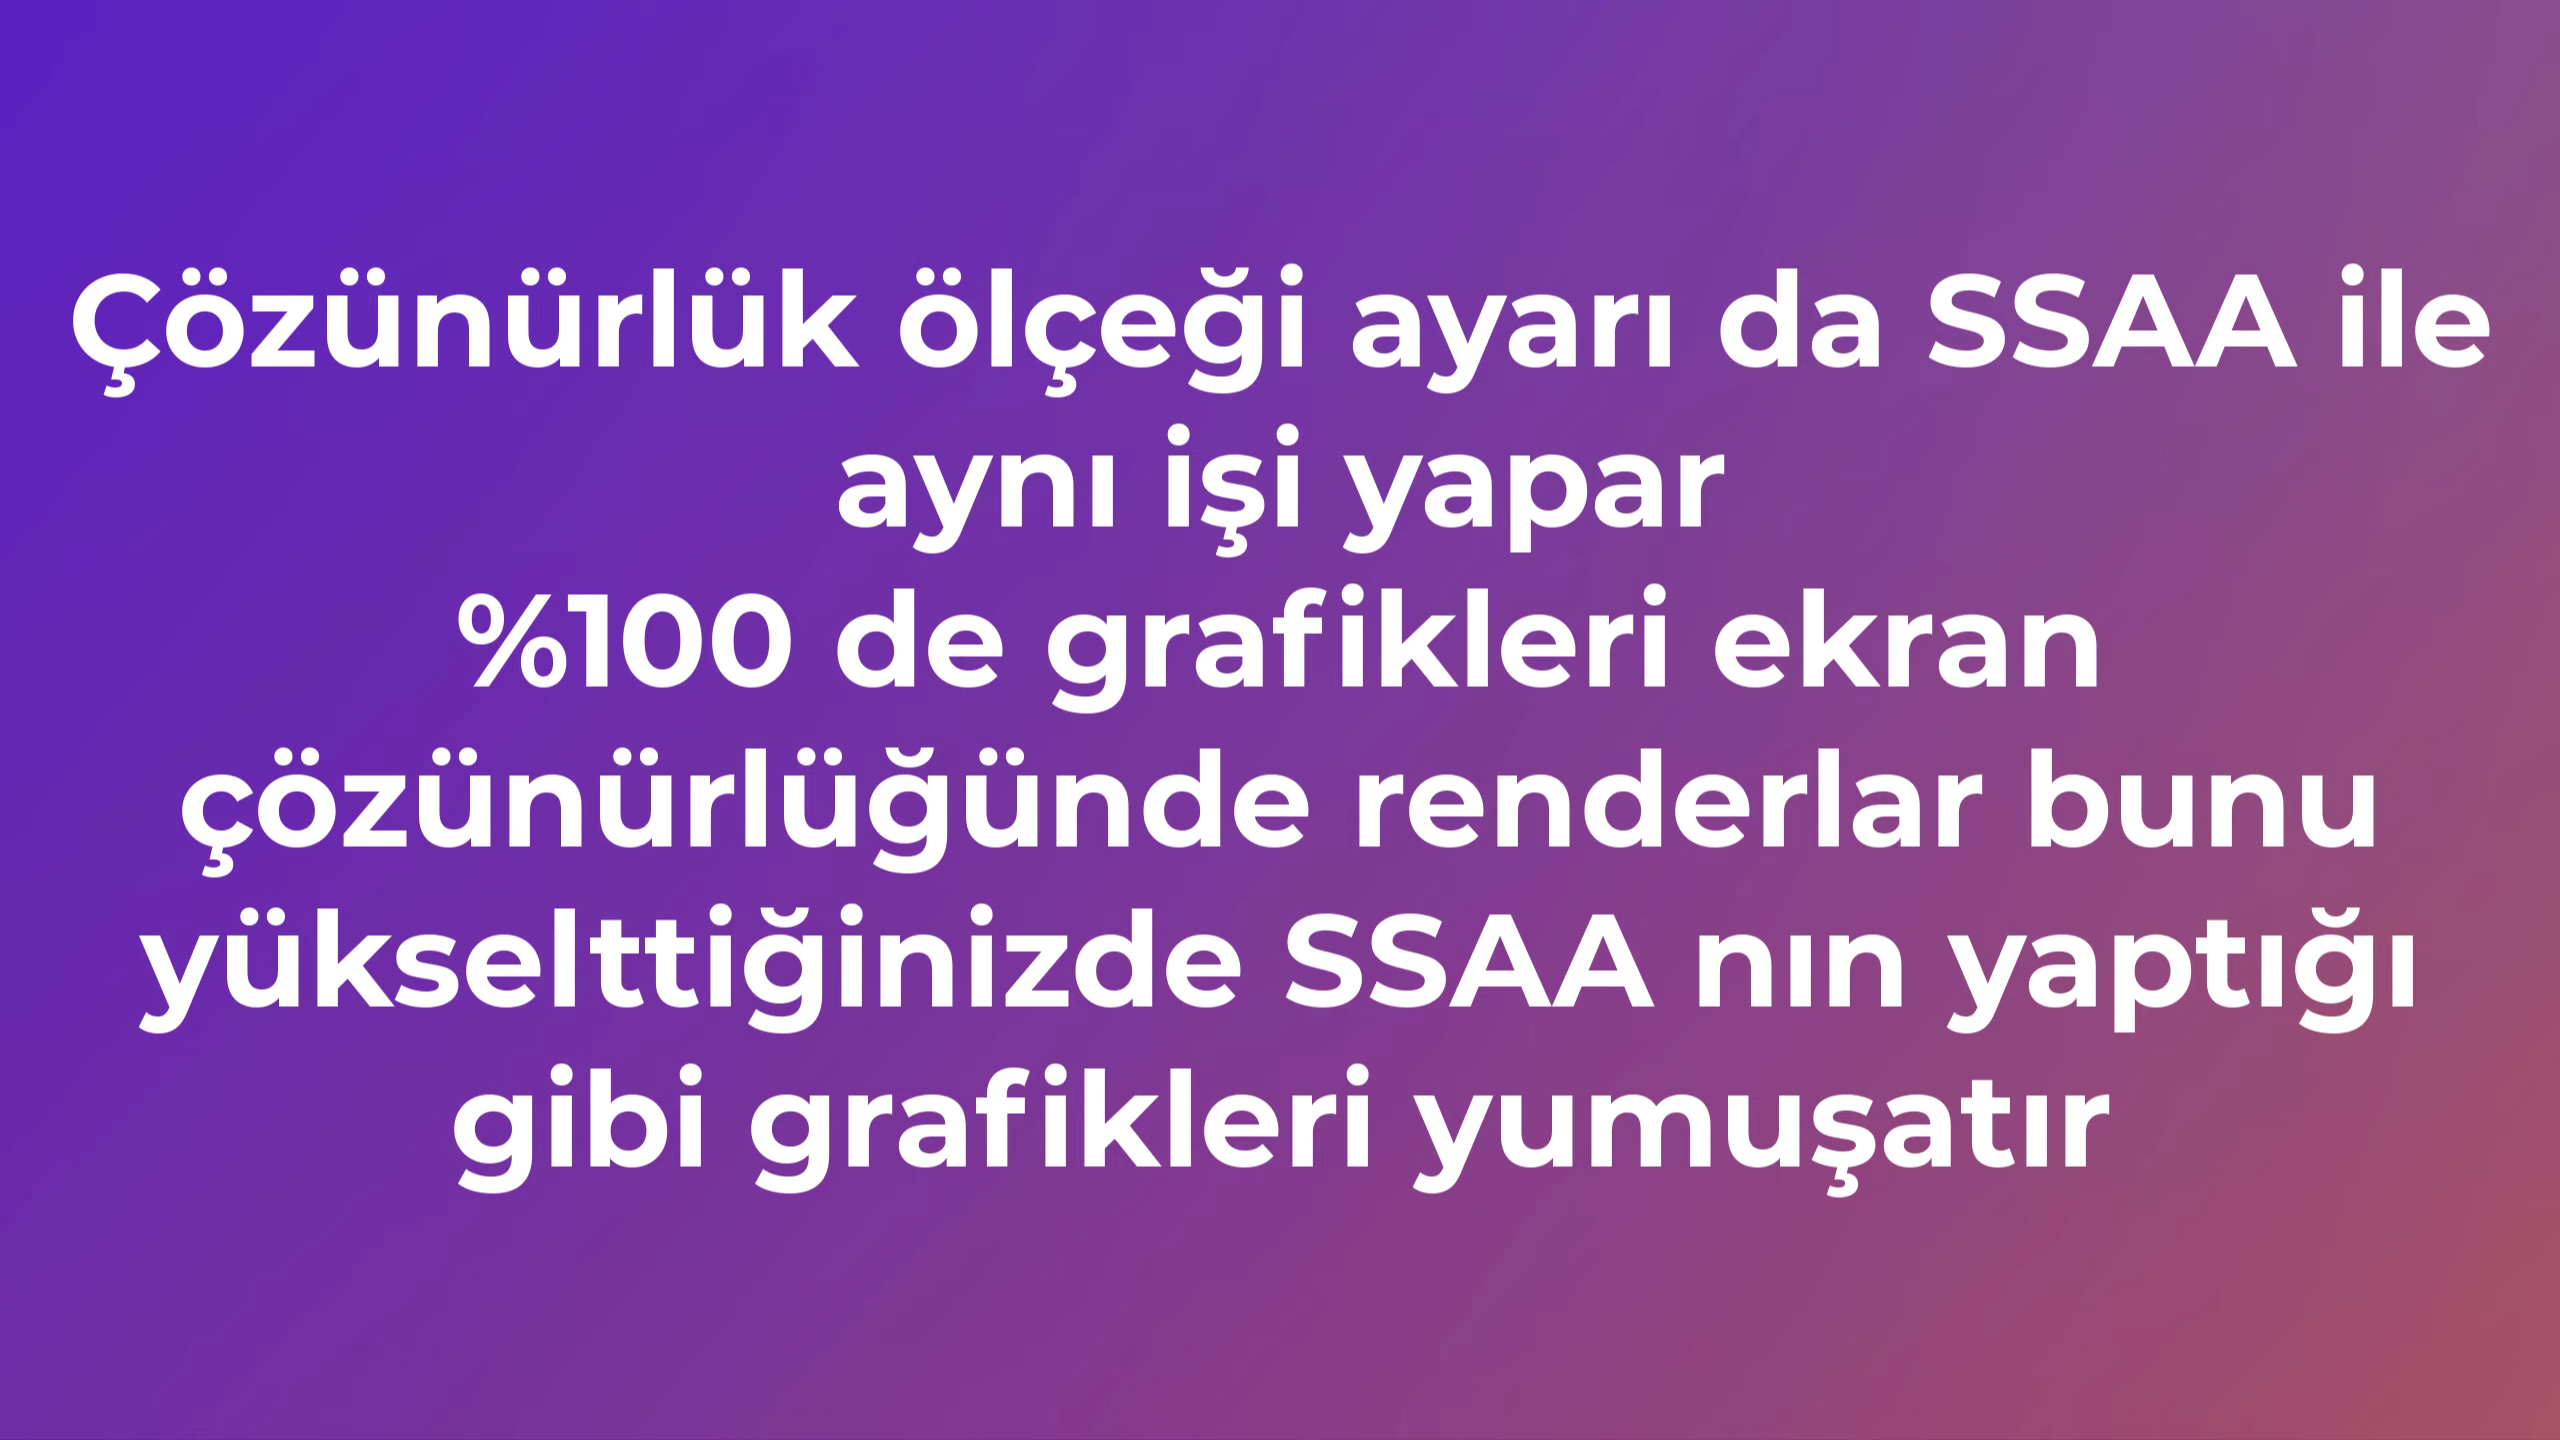 Çözünürlük ölçeği ayarı da SSAA ile
aynı işi yapar
%100 de grafikleri ekran
çözünürlüğünde renderlar bunu
yükselttiğinizde SSAA nın yaptığı
gibi grafikleri yumuşatır